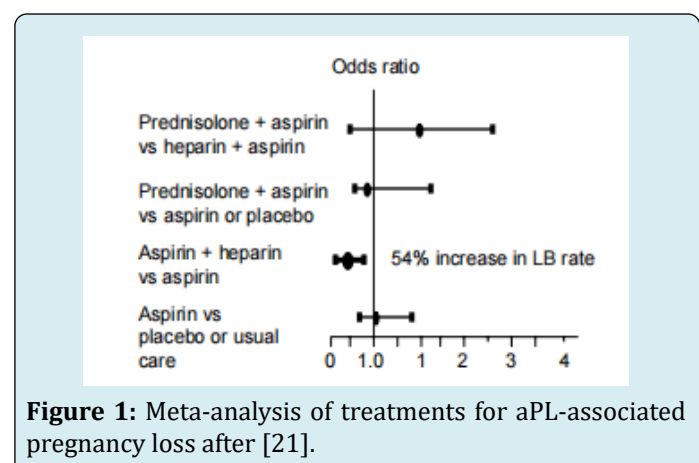 Odds ratio
Prednisolone + aspirin
vs heparin + aspirin
Prednisolone + aspirin
vs aspirin or placebo
Aspirin + heparin
vs aspirin
54% increase in LB rate
Aspirin vs
placebo or usual
care
0 1.0 1 2 3 4
Figure 1: Meta-analysis of treatments for aPL-associated
pregnancy loss after [21].